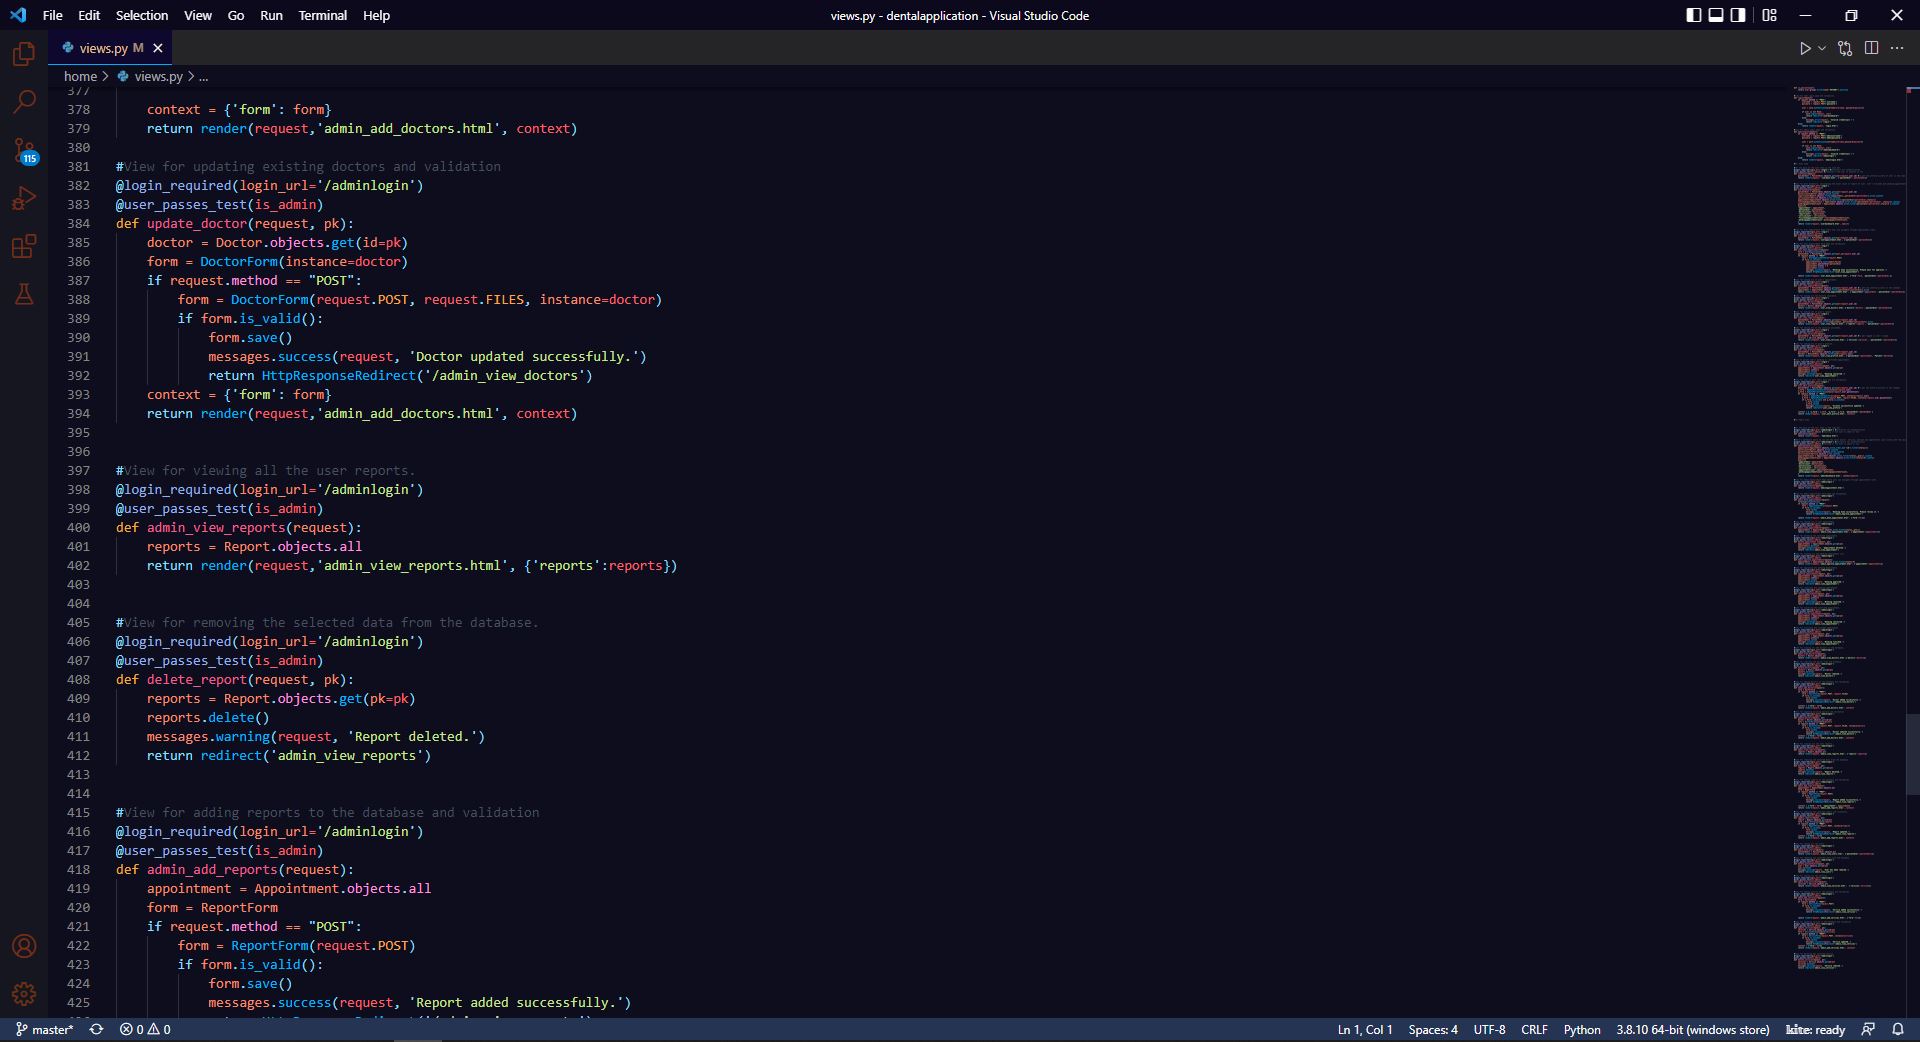 File Edit Selection View Go Run Terminal Help
views.py - dentalapplication - Visual Studio Code
views.py M
home > views.py > ...
377
378 context = {'form': form}
379 return render(request,'admin_add_doctors.html', context)
380
381 #View for updating existing doctors and validation
382 @login_required(login_url='/adminlogin')
383 @user_passes_test(is_admin)
384 def update_doctor(request, pk):
385 doctor = Doctor.objects.get(id=pk)
386 form = DoctorForm(instance=doctor)
387 if request.method == "POST":
388 form = DoctorForm(request.POST, request.FILES, instance=doctor)
389 if form.is_valid():
390 form.save()
391 messages.success(request, 'Doctor updated successfully.')
392 return HttpResponseRedirect('/admin_view_doctors')
393 context = {'form': form}
394 return render(request,'admin_add_doctors.html', context)
395
396
397 #View for viewing all the user reports.
398 @login_required(login_url='/adminlogin')
399 @user_passes_test(is_admin)
400 def admin_view_reports(request):
401 reports = Report.objects.all
402 return render(request,'admin_view_reports.html', {'reports':reports})
403
404
405 #View for removing the selected data from the database.
406 @login_required(login_url='/adminlogin')
407 @user_passes_test(is_admin)
408 def delete_report(request, pk):
409 reports = Report.objects.get(pk=pk)
410 reports.delete()
411 messages.warning(request, 'Report deleted.')
412 return redirect('admin_view_reports')
413
414
415 #View for adding reports to the database and validation
416 @login_required(login_url='/adminlogin')
417 @user_passes_test(is_admin)
418 def admin_add_reports(request):
419 appointment = Appointment.objects.all
420 form = ReportForm
421 if request.method == "POST":
422 form = ReportForm(request.POST)
423 if form.is_valid():
424 form.save()
425 messages.success(request, 'Report added successfully.')
115
master* 0 0 Ln 1, Col 1 Spaces: 4 UTF-8 CRLF Python 3.8.10 64-bit (windows store) kite: ready